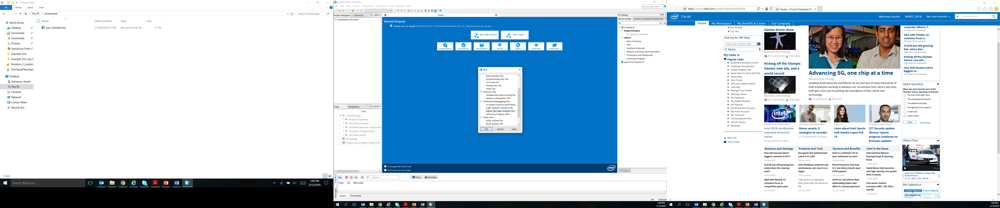 Downloads
File
Home
Share
View
This PC
Downloads
Search Downloads
Quick access
Desktop
Documents
Downloads
Pictures
Syncplicity Folde
Example_Sim
Example_Sim_Sys_T
Rotation_1_Landis,L
Sim,SignalTap,Insys
Desktop
Joshipura, Ayushi
This PC
Libraries
Network
Control Panel
Recycle Bin
Name
Date modified
Type
Size
pay-calendar.xlsx
1/16/2018 5:21 PM
Microsoft Excel W...
17 KB
1 item
Search Windows
1:00 PM
2/13/2018
Quartus Prime Lite Edition
File Edit View Project Assignments Processing Tools Window Help
Search altera.com
Project Navigator
Hierarchy
Compilation Hierarchy
Tasks
Compilation
Task
Compile Design
Analysis & Synthesis
Fitter (Place & Route)
Assembler (Generate programming
TimeQuest Timing Analysis
EDA Netlist Writer
Edit Settings
Program Device (Open Programmer)
Home
Recent Projects
New Project Wizard
Open Project
Compare Editions
Buy Software
Documentation
Training
Support
What's New
Notifications
New
State Machine File
SystemVerilog HDL File
Tcl Script File
Verilog HDL File
VHDL File
Memory Files
Hexadecimal (Intel-Format) File
Memory Initialization File
Verification/Debugging Files
In-System Sources and Probes...
Logic Analyzer Interface File
Signal Tap Logic Analyzer File
University Program VWF
Other Files
AHDL Include File
Block Symbol File
OK
Cancel
Help
Close page after project load
Don't show this screen again
intel
IP Catalog
Device Family
Cyclone V (E/GX/GT/SX/SE/ST)
Installed IP
Project Directory
No Selection Available
Library
Basic Functions
DSP
Interface Protocols
Memory Interfaces and Controllers
Processors and Peripherals
University Program
Search for Partner IP
Add...
All
<<Filter>>
Find...
Find Next
Type ID Message
Messages
System
Processing
0% 00:00:00
1:00 PM
2/13/2018
https://circuit.intel.com/portal/index.html#/Home
Home - Circuit Employee P...
intel
Circuit
Welcome Ayushi
WW07, 2018
San Jose Innovati
Search All Intel
Home
My Workspace
My Benefits & Career
Our Company
Get HR Help
IT & TAC
Ask Ivy for HR Help
Type your question here
Go
IT Alerts
My Links
Popular Links
Building Assistance Center
Employee Recognition
Global Insights Hub
Great Place to Work (GPTW)
Inside Blue
Intel Travel
Jobs and Opportunities
Learning
Manage Your Profile
Meeting Center
My Expenses
My Health Benefits
My Paystub
My Retirement Account
My Stock Account
My Timecard
Purchasing Services
Virtual Library
Workday
Add Link
Add Folder
Games drone show
Business and Strategy
91 Comments 194 Likes
Kicking off the Olympic
Games: new ads, and a
world record
Business and Strategy
34 Comments 138 Likes
Advancing 5G, one chip at a time
Business and Strategy
Sandeep Krishnamurthy and Minnie Ho are just two of many thousands of
Intel employees working to advance our 5G wireless tech. Here's why they
both get a kick out of pushing the boundaries of this critical new
technology.
4 Comments 14 Likes
intel
Services and Benefits
Intel 2018 stockholder
materials delivered
online
0 Comments 4 Likes
Services and Benefits
Bonus smarts: 5
strategies to consider
21 Comments 23 Likes
Events
Learn about Intel Sports
with Sandra Lopez Feb
15
Products and Tech
2/7 Security update:
Shenoy reports
progress continues on
firmware updates
Business and Strategy
How Dell became Intel's
biggest customer in 2017
8 Feb 2018
At $7B and still growing fast,
where does the cloud go
next?
6 Feb 2018
Q&A with Murthy: on
customer focus as
competitive game plan
Products and Tech
Recognize this bobblehead?
Leave it to Loihi
30 Jan 2018
Intel, Mobileye-powered Lyft
autonomous cars now in Las
Vegas
29 Jan 2018
Take part in an Olympics
first: more than 30 events in
VR
23 Jan 2018
Services and Benefits
Intel to contribute 5% to
your retirement account
26 Jan 2018
Record bonuses! And how
U.S. tax reform boosts your
2018 payouts
2018 U.S. tax reform: New
withholding tables take
effect in January paycheck
23 Jan 2018
Intel in the News
Intel Extreme Masters
PyeongChang: A stunning
finale
7 Feb 2018
Quick News: Intel launches
new high-density, low-power
Xeon D family
7 Feb 2018
This week's hottest
acronyms: INTC, VR, SSDs,
and AD
2 Feb 2018
corporate officers, f...
87 Likes 48 Comments
Q&A with Murthy: on
customer focus a...
70 Likes 18 Comments
At $7B and still growing
fast, where doe...
108 Likes 18 Comments
Kicking off the Olympic
Games: new ads, ...
138 Likes 34 Comments
How Dell became Intel's
biggest cu...
121 Likes 15 Comments
Quick Question
What was your favorite part of the
Olympic Games Opening Ceremony?
The Intel drone light show
The amazing performances
The athletes marching
The lighting of the cauldron
I loved it all
I didn't watch
Vote
View Results
Video Picks
More
Intel and Mobileye power the
autonomous...
01:53 10 0 15k
My Sabbatical
4-Week Eligibility
8-Week Eligibility
I'm eligible in:
1:00 PM
2/13/2018